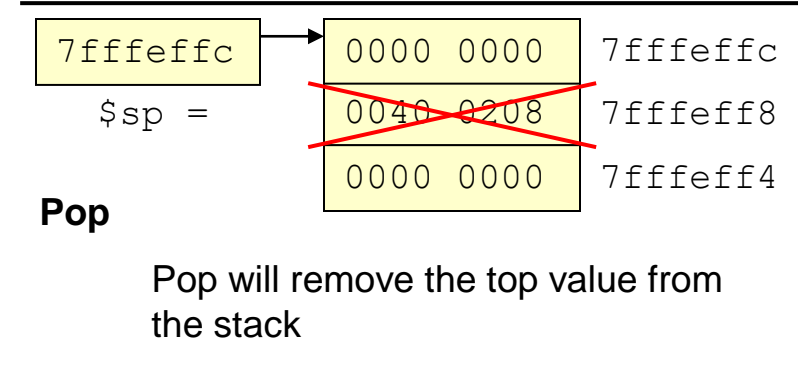 7fffeffc 0000 0000 7fffeffc
$sp = 0040 0208 7fffeff8
0000 0000 7fffeff4
Pop
Pop will remove the top value from
the stack